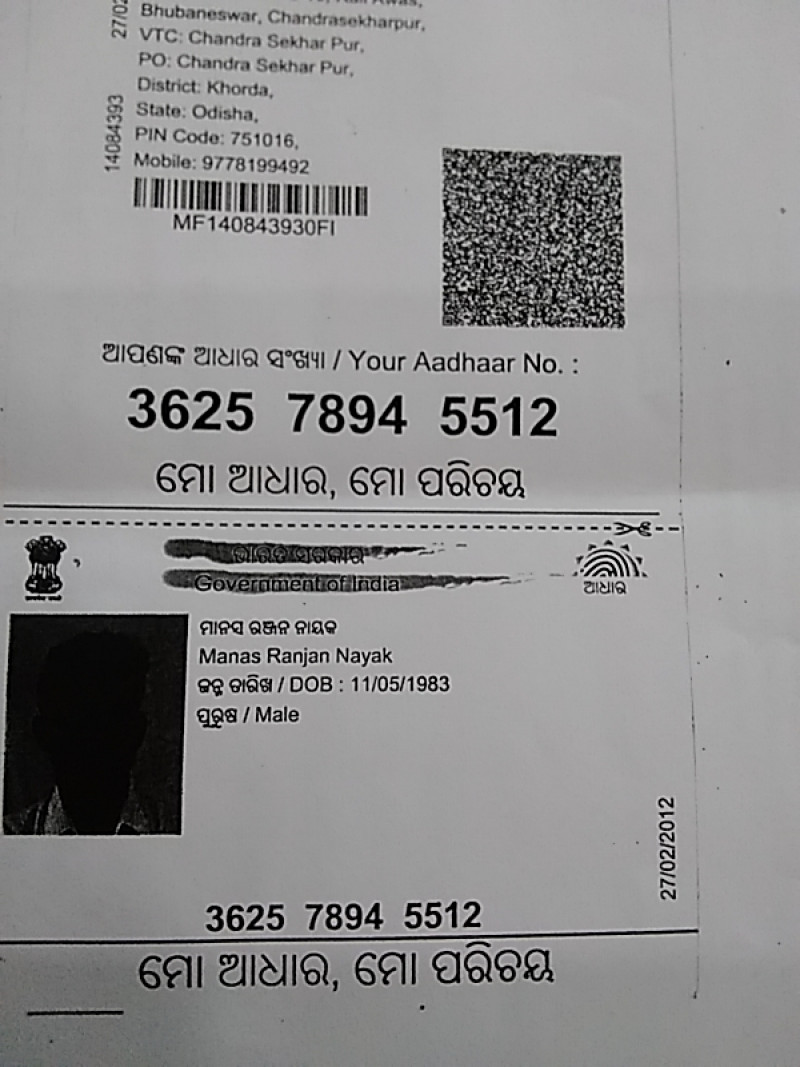 Bhubaneswar, Chandrasekharpur,
VTC: Chandra Sekhar Pur,
PO: Chandra Sekhar Pur,
District: Khorda,
State: Odisha,
PIN Code: 751016,
Mobile: 9778199492
14084393
MF140843930FI
ଆପଣଙ୍କ ଆଧାର ସଂଖ୍ୟା / Your Aadhaar No. :
3625 7894 5512
ମୋ ଆଧାର, ମୋ ପରିଚୟ
ଭାରତ ସରକାର
Government of India
ଆଧାର
ମାନସ ରଞ୍ଜନ ନାୟକ
Manas Ranjan Nayak
ଜନ୍ମ ତାରିଖ / DOB : 11/05/1983
ପୁରୁଷ / Male
27/02/2012
3625 7894 5512
ମୋ ଆଧାର, ମୋ ପରିଚୟ